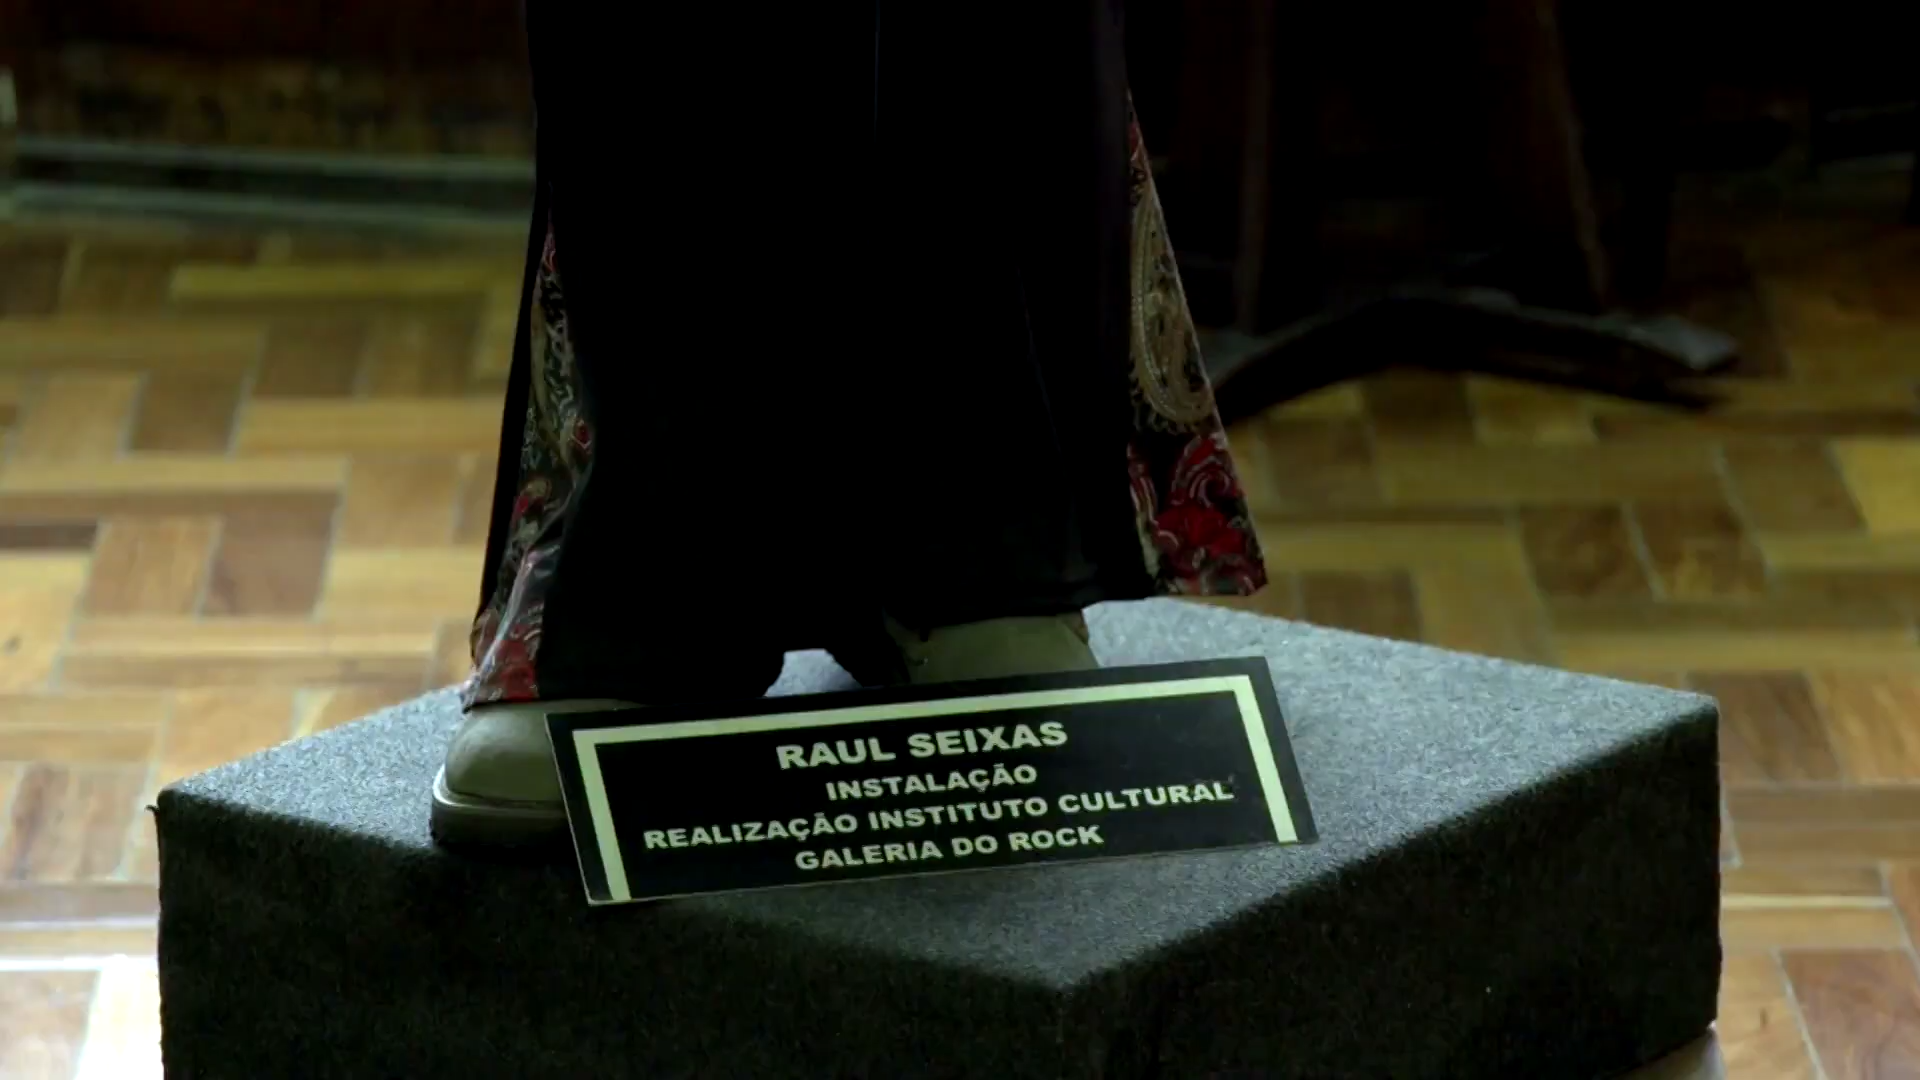 RAUL SEIXAS
INSTALAÇÃO
REALIZAÇÃO INSTITUTO CULTURAL
GALERIA DO ROCK